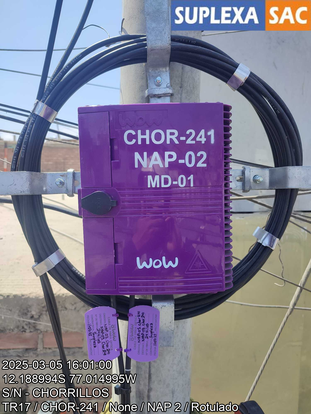 SUPLEXA SAC
CHOR-241
NAP-02
MD-01
WOW
2025-03-05 16:01:00
12.188994S 77.014995W
S/N - CHORRILLOS
TR17 / CHOR-241 / None / NAP 2 / Rotulado